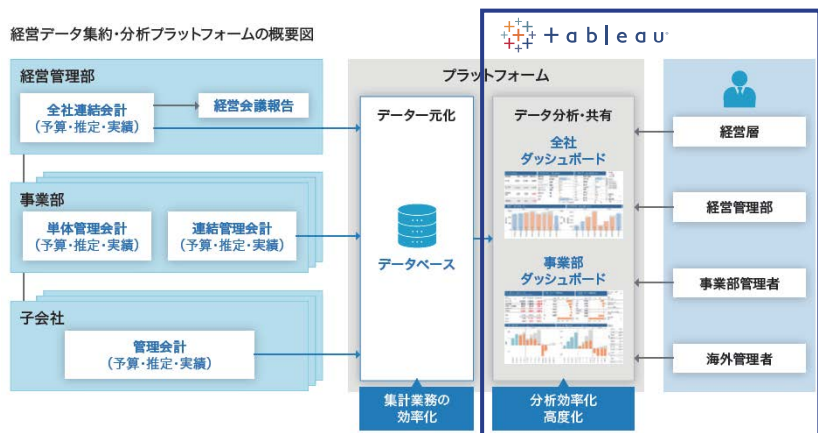 経営データ集約・分析プラットフォームの概要図
+ableau
経営管理部
全社連結会計
(予算・推定・実績)
経営会議報告
事業部
単体管理会計
(予算・推定・実績)
連結管理会計
(予算・推定・実績)
子会社
管理会計
(予算・推定・実績)
プラットフォーム
データ一元化
データベース
集計業務の
効率化
データ分析・共有
全社
ダッシュボード
事業部
ダッシュボード
分析効率化
高度化
経営層
経営管理部
事業部管理者
海外管理者